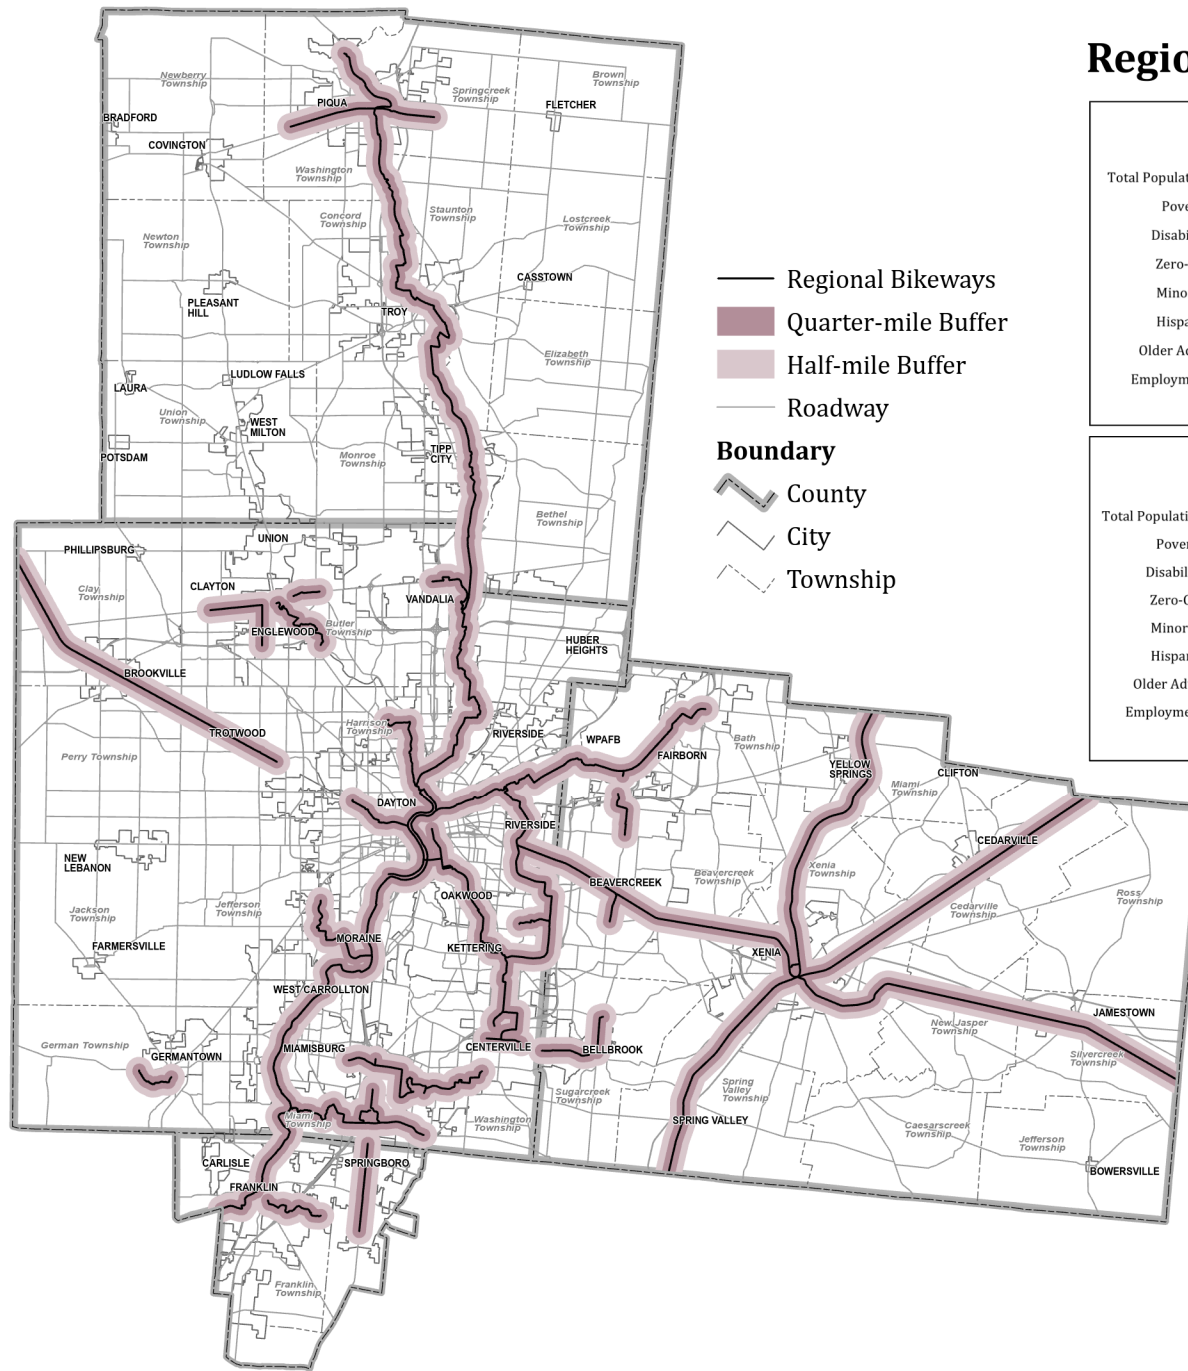 Regio
Total Populat
Pove
Disabi
Zero-
Mino
Hispa
Older Ad
Employm
Total Populati
Pover
Disabil
Zero-C
Minor
Hispan
Older Adu
Employme
Regional Bikeways
Quarter-mile Buffer
Half-mile Buffer
Roadway
Boundary
County
City
Township
Newberry
Township
Brown
Township
Springcreek
Township
PIQUA
FLETCHER
BRADFORD
COVINGTON
Washington
Township
Concord
Township
Staunton
Township
Lostcreek
Township
Newton
Township
CASSTOWN
PLEASANT
HILL
TROY
Elizabeth
Township
LUDLOW FALLS
LAURA
Union
Township
WEST
MILTON
POTSDAM
Monroe
Township
TIPP
CITY
Bethel
Township
UNION
PHILLIPSBURG
Clay
Township
CLAYTON
VANDALIA
ENGLEWOOD
Butler
Township
HUBER
HEIGHTS
BROOKVILLE
Harrison
Township
TROTWOOD
RIVERSIDE
WPAFB
Bath
Township
FAIRBORN
Perry Township
YELLOW
SPRINGS
Miami
Township
CLIFTON
DAYTON
RIVERSIDE
CEDARVILLE
NEW
LEBANON
Xenia
Township
BEAVERCREEK
Beavercreek
Township
OAKWOOD
Ross
Township
Jackson
Township
Jefferson
Township
Cedarville
Township
FARMERSVILLE
MORAINE
KETTERING
XENIA
WEST CARROLLTON
JAMESTOWN
New Jasper
Township
German Township
GERMANTOWN
MIAMISBURG
CENTERVILLE
BELLBROOK
Silvercreek
Township
Sugarcreek
Township
Spring
Valley
Township
Miami
Township
Washington
Township
SPRING VALLEY
Caesarscreek
Township
Jefferson
Township
CARLISLE
SPRINGBORO
BOWERSVILLE
FRANKLIN
Franklin
Township